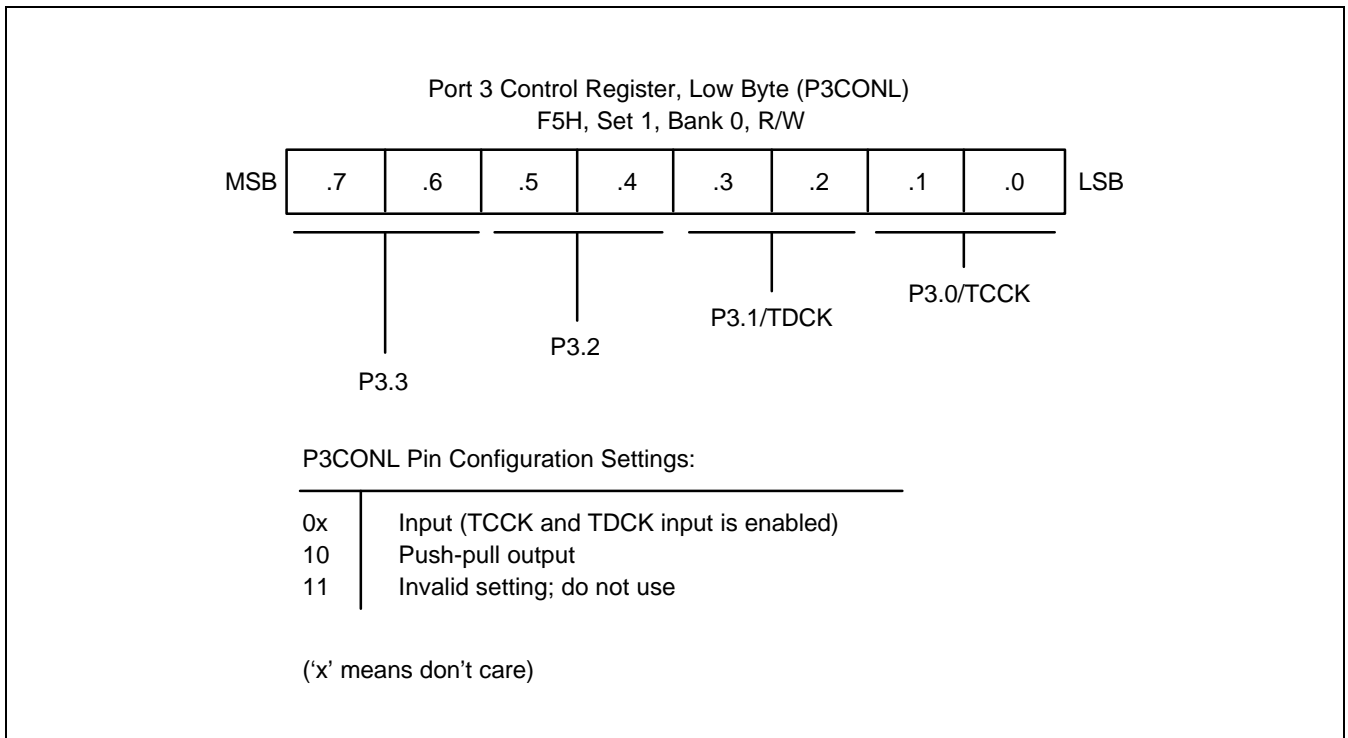 Port 3 Control Register, Low Byte (P3CONL)
F5H, Set 1, Bank 0, R/W
MSB .7 .6 .5 .4 .3 .2 .1 .0 LSB
P3.0/TCCK
P3.1/TDCK
P3.2
P3.3
P3CONL Pin Configuration Settings:
0x Input (TCCK and TDCK input is enabled)
10 Push-pull output
11 Invalid setting; do not use
(‘x’ means don’t care)